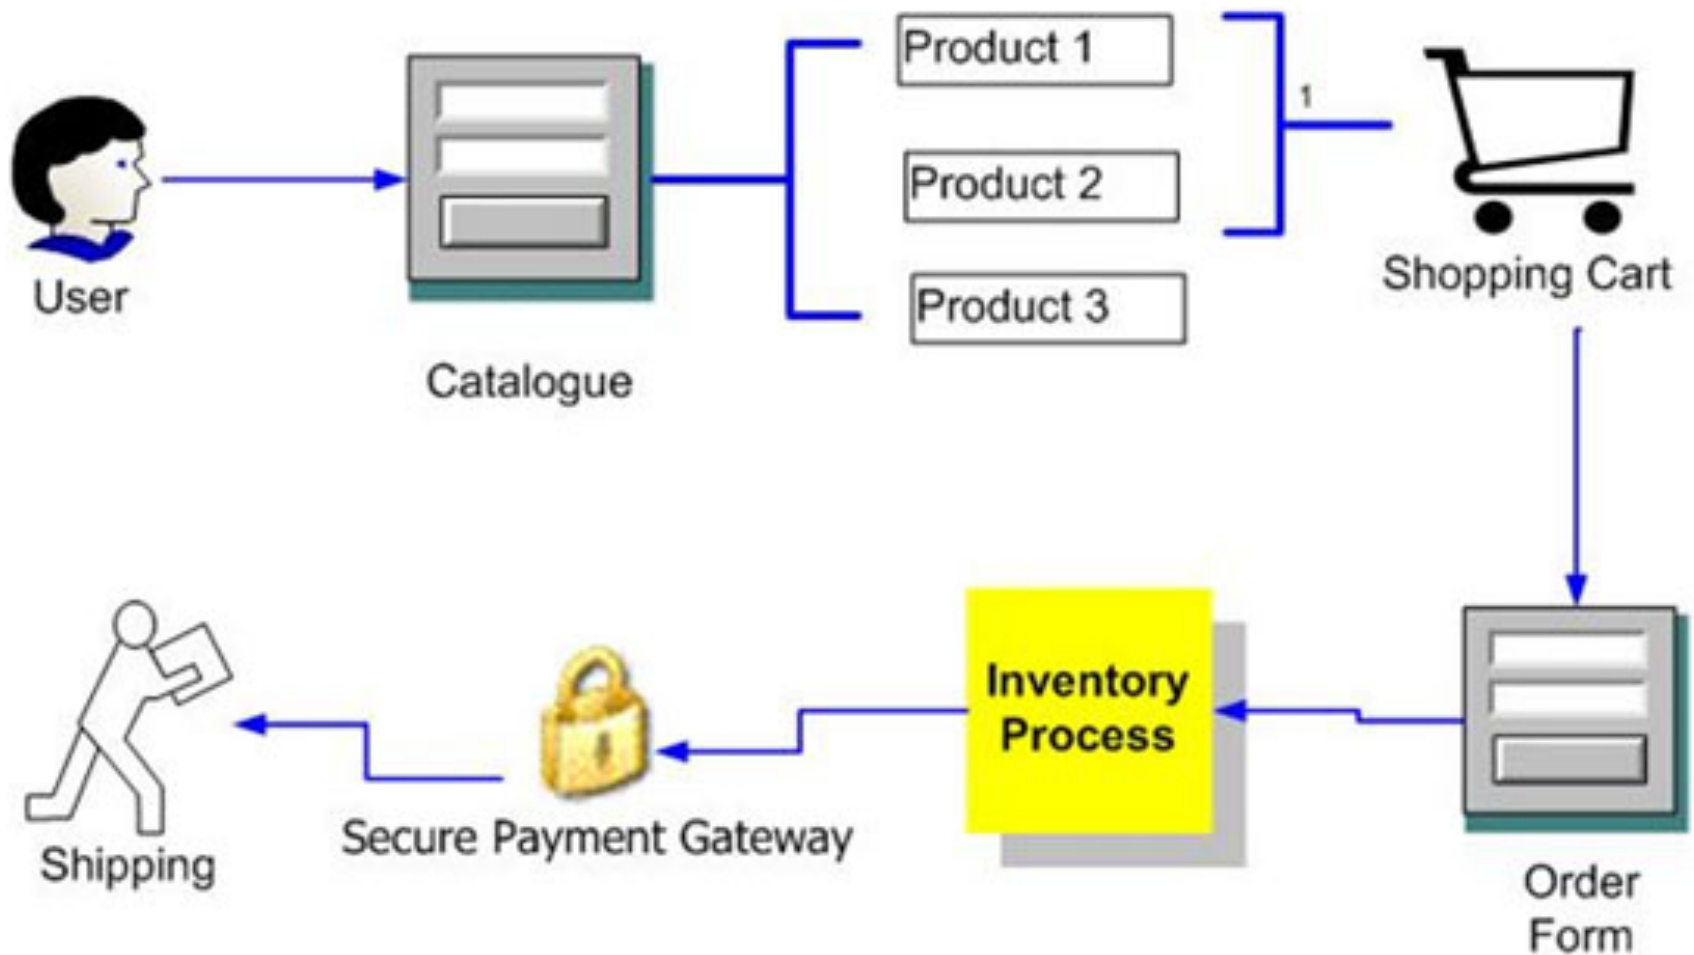 Product 1
1
Product 2
User
Shopping Cart
Product 3
Catalogue
Inventory
Process
Secure Payment Gateway
Shipping
Order
Form